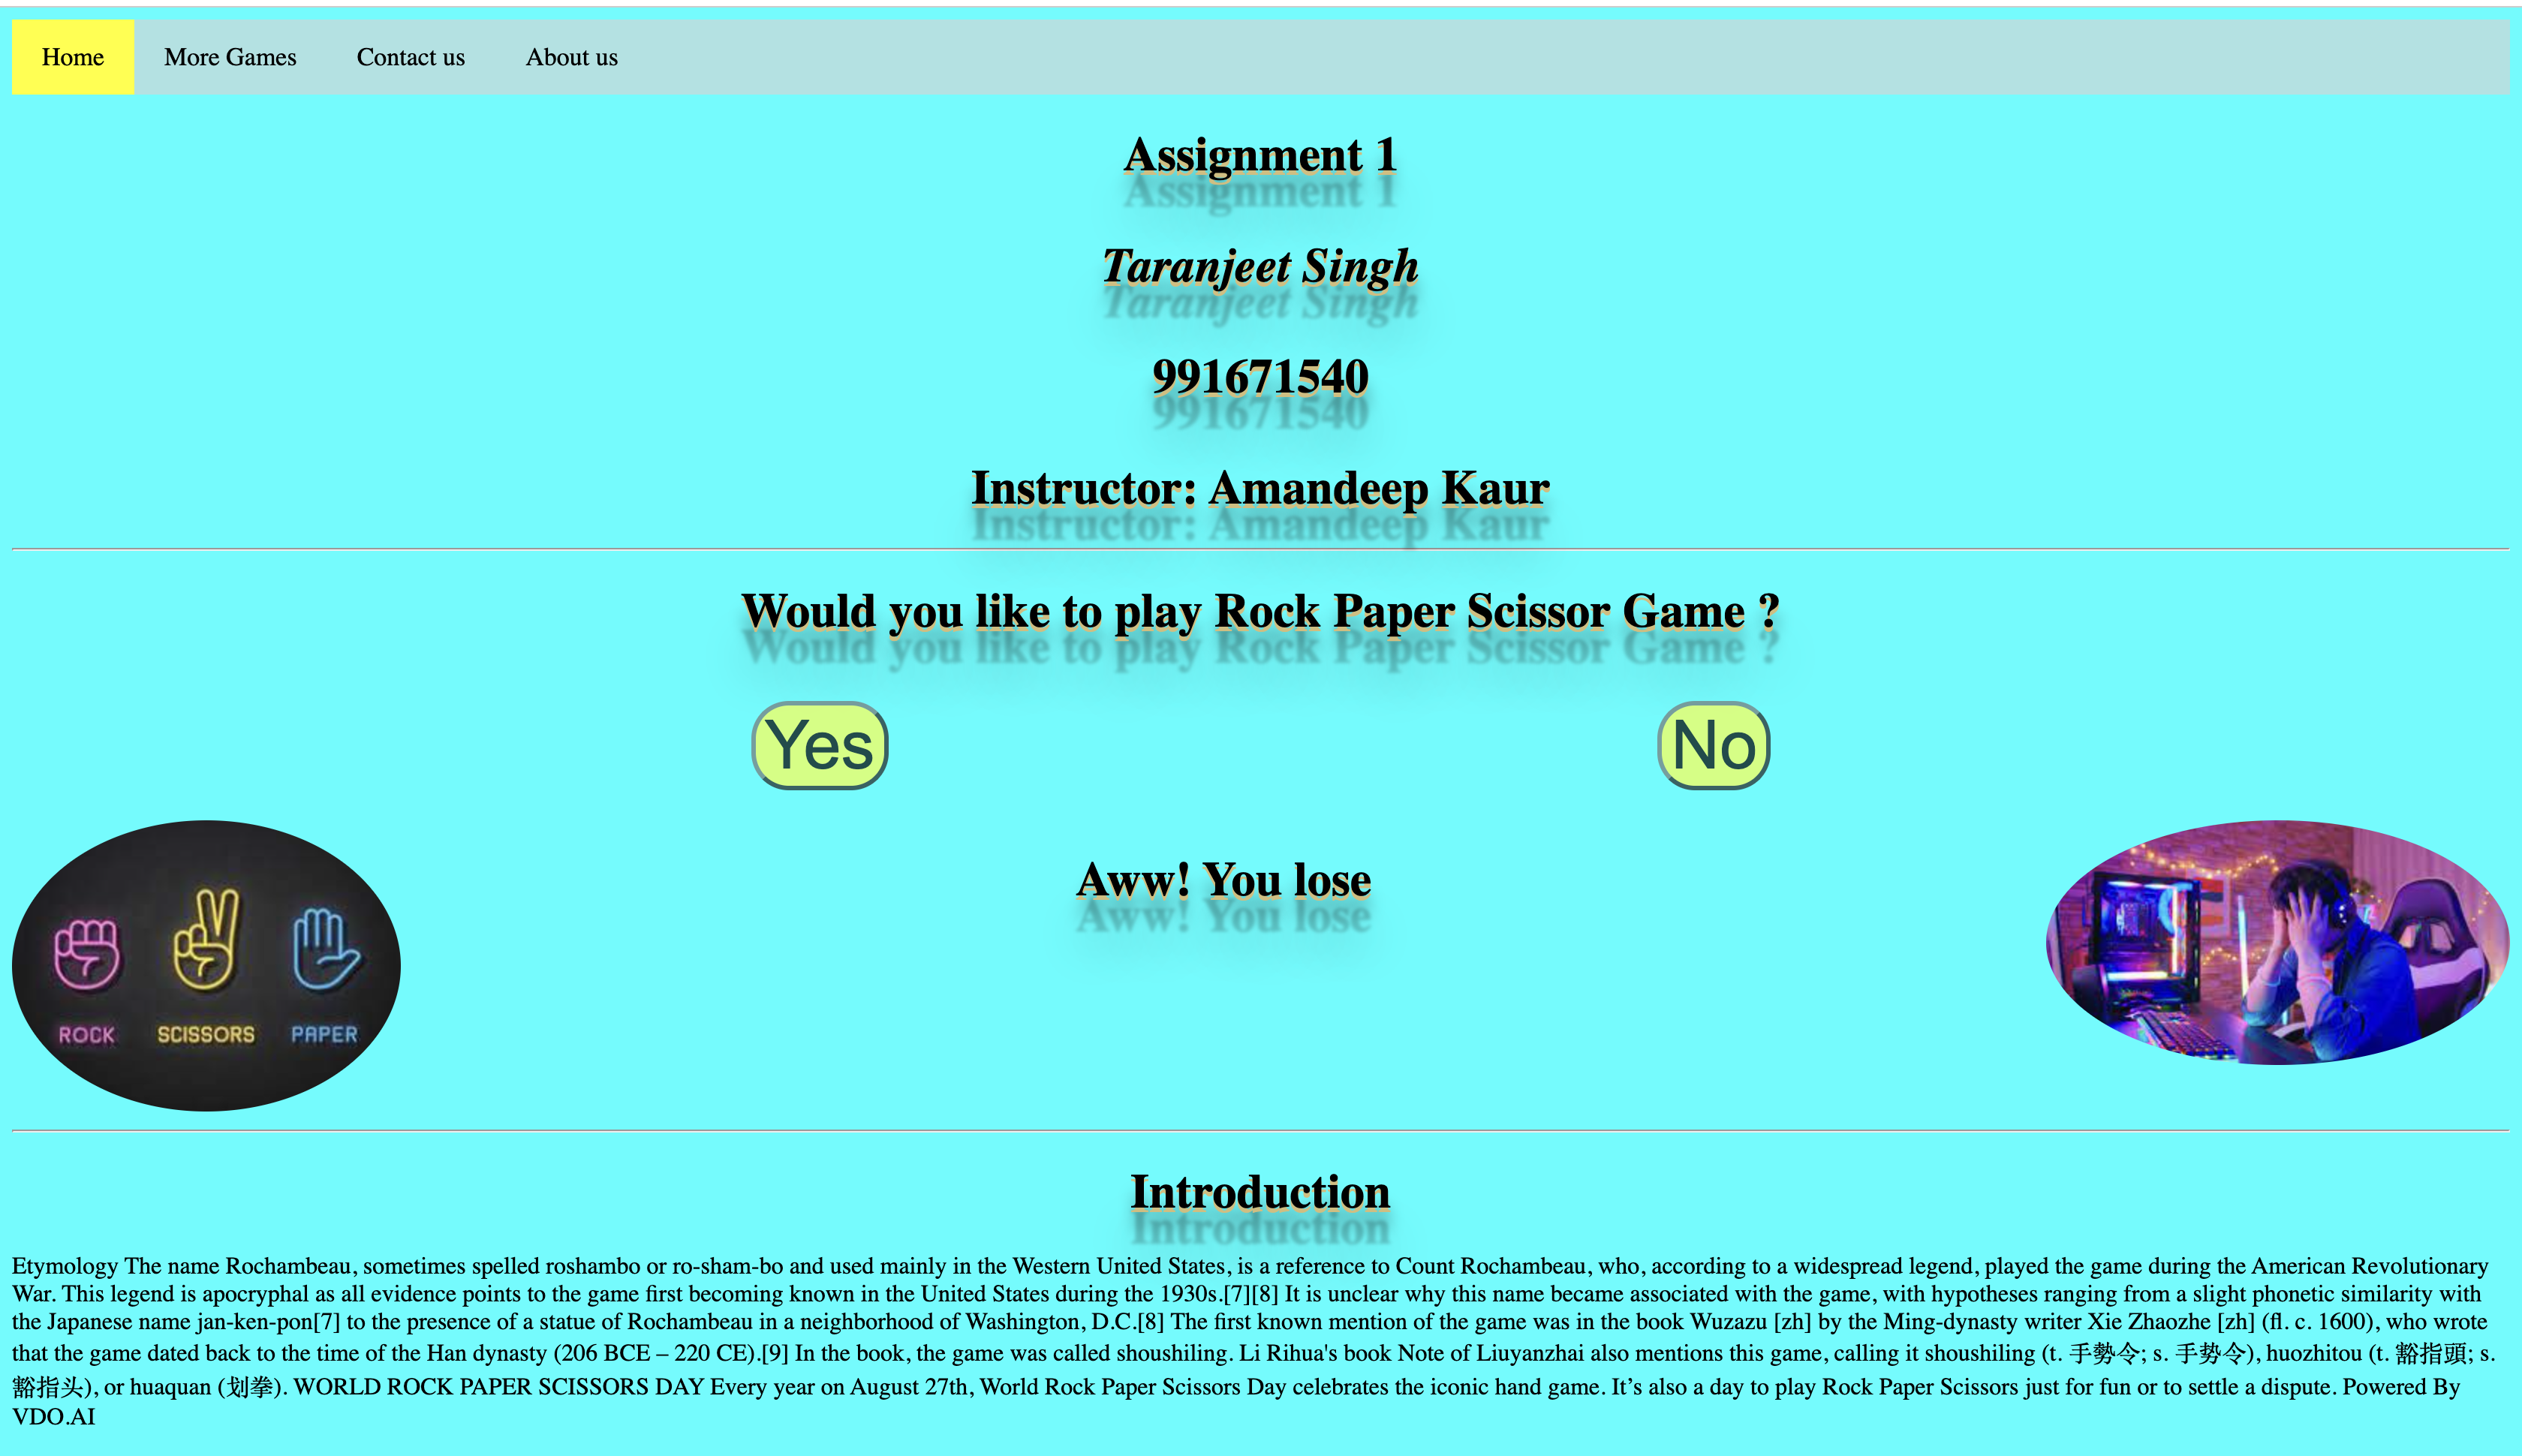 Home More Games Contact us About us
Assignment 1
Taranjeet Singh
991671540
Instructor: Amandeep Kaur
Would you like to play Rock Paper Scissor Game ?
Yes No
Aww! You lose
ROCK SCISSORS PAPER
Introduction
Etymology The name Rochambeau, sometimes spelled roshambo or ro-sham-bo and used mainly in the Western United States, is a reference to Count Rochambeau, who, according to a widespread legend, played the game during the American Revolutionary
War. This legend is apocryphal as all evidence points to the game first becoming known in the United States during the 1930s.[7][8] It is unclear why this name became associated with the game, with hypotheses ranging from a slight phonetic similarity with
the Japanese name jan-ken-pon[7] to the presence of a statue of Rochambeau in a neighborhood of Washington, D.C.[8] The first known mention of the game was in the book Wuzazu [zh] by the Ming-dynasty writer Xie Zhaozhe [zh] (fl. c. 1600), who wrote
that the game dated back to the time of the Han dynasty (206 BCE – 220 CE).[9] In the book, the game was called shoushiling. Li Rihua's book Note of Liuyanzhai also mentions this game, calling it shoushiling (t. 手勢令; s. 手势令), huozhitou (t. 豁指頭; s.
豁指头), or huaquan (划拳). WORLD ROCK PAPER SCISSORS DAY Every year on August 27th, World Rock Paper Scissors Day celebrates the iconic hand game. It’s also a day to play Rock Paper Scissors just for fun or to settle a dispute. Powered By
VDO.AI